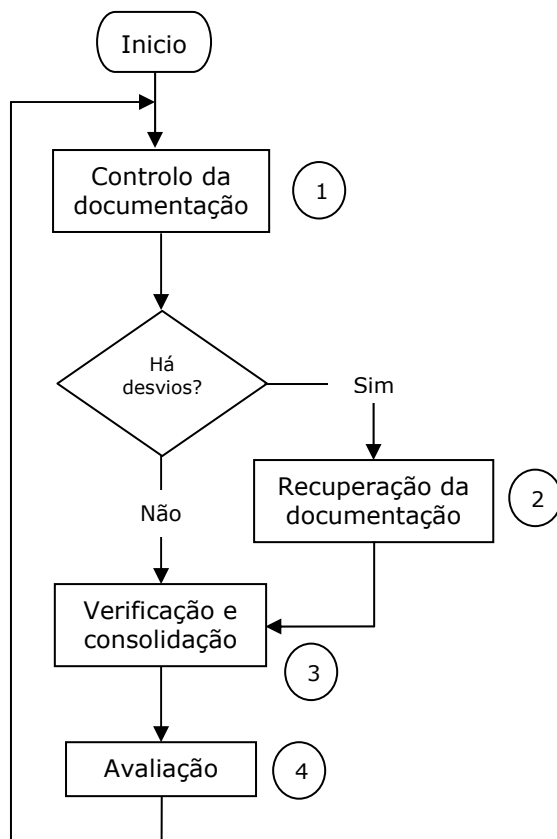 Inicio
Controlo da
documentação
1
Há
desvios?
Sim
Recuperação da
documentação
2
Não
Verificação e
consolidação
3
Avaliação
4